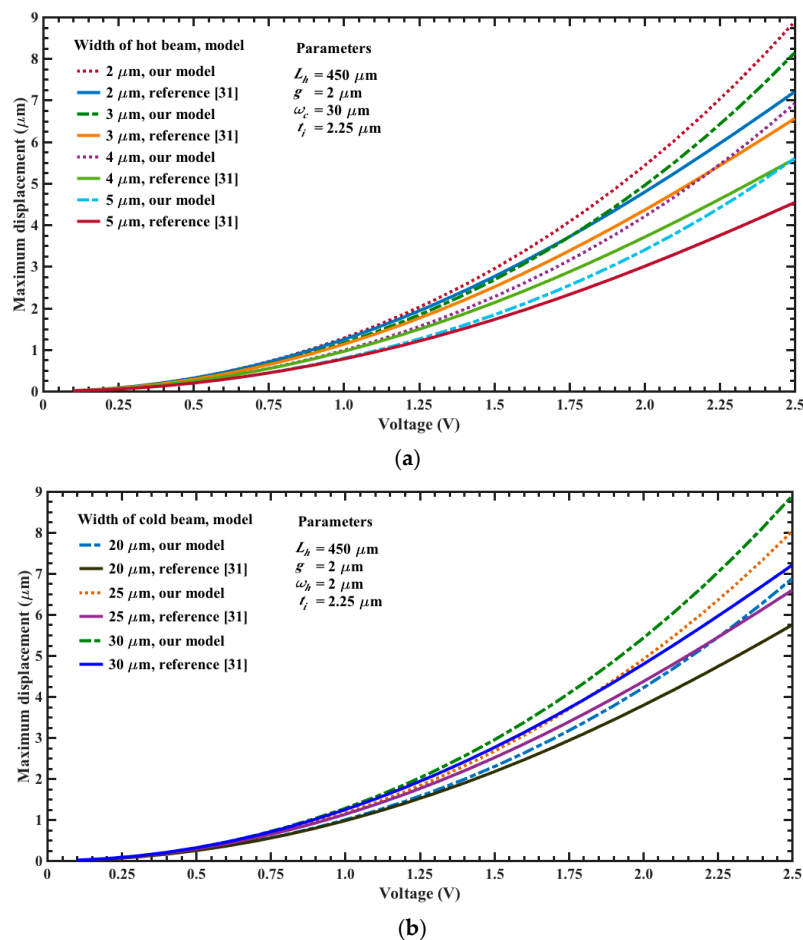 Width of hot beam, model
2 μm, our model
2 μm, reference [31]
3 μm, our model
3 μm, reference [31]
4 μm, our model
4 μm, reference [31]
5 μm, our model
5 μm, reference [31]
Parameters
L_h = 450 μm
g = 2 μm
ω_c = 30 μm
t_i = 2.25 μm
Maximum displacement (μm)
9
8
7
6
5
4
3
2
1
0
0 0.25 0.5 0.75 1.0 1.25 1.5 1.75 2.0 2.25 2.5
Voltage (V)
(a)
Width of cold beam, model
20 μm, our model
20 μm, reference [31]
25 μm, our model
25 μm, reference [31]
30 μm, our model
30 μm, reference [31]
Parameters
L_h = 450 μm
g = 2 μm
ω_h = 2 μm
t_i = 2.25 μm
Maximum displacement (μm)
9
8
7
6
5
4
3
2
1
0
0 0.25 0.5 0.75 1.0 1.25 1.5 1.75 2.0 2.25 2.5
Voltage (V)
(b)